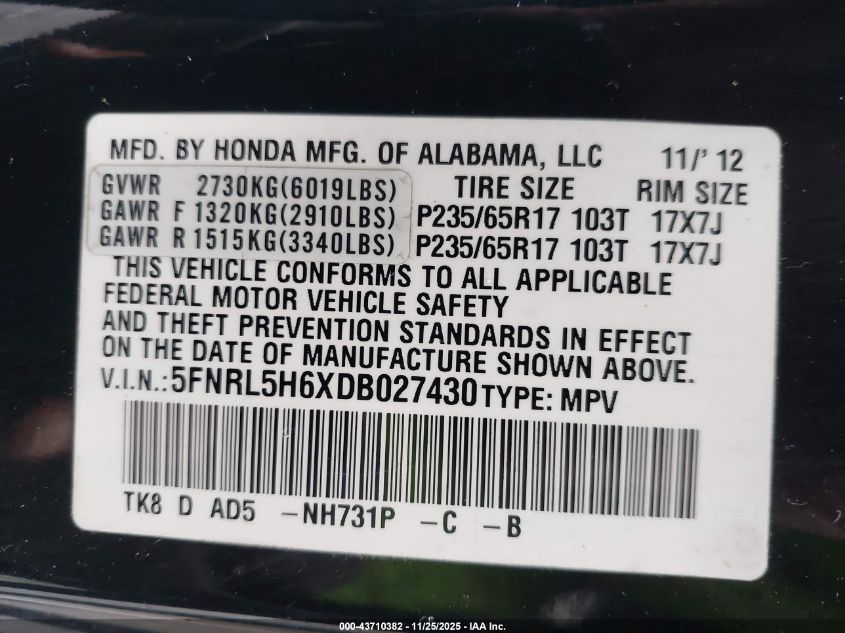 MFD. BY HONDA MFG. OF ALABAMA, LLC 11/' 12
GVWR 2730KG(6019LBS) TIRE SIZE RIM SIZE
GAWR F 1320KG(2910LBS) P235/65R17 103T 17X7J
GAWR R 1515KG(3340LBS) P235/65R17 103T 17X7J
THIS VEHICLE CONFORMS TO ALL APPLICABLE
FEDERAL MOTOR VEHICLE SAFETY
AND THEFT PREVENTION STANDARDS IN EFFECT
ON THE DATE OF MANUFACTURE SHOWN ABOVE.
V.I.N.:5FNRL5H6XDB027430 TYPE: MPV
TK8 D AD5 -NH731P -C -B
000-43710382 - 11/25/2025 - IAA Inc.